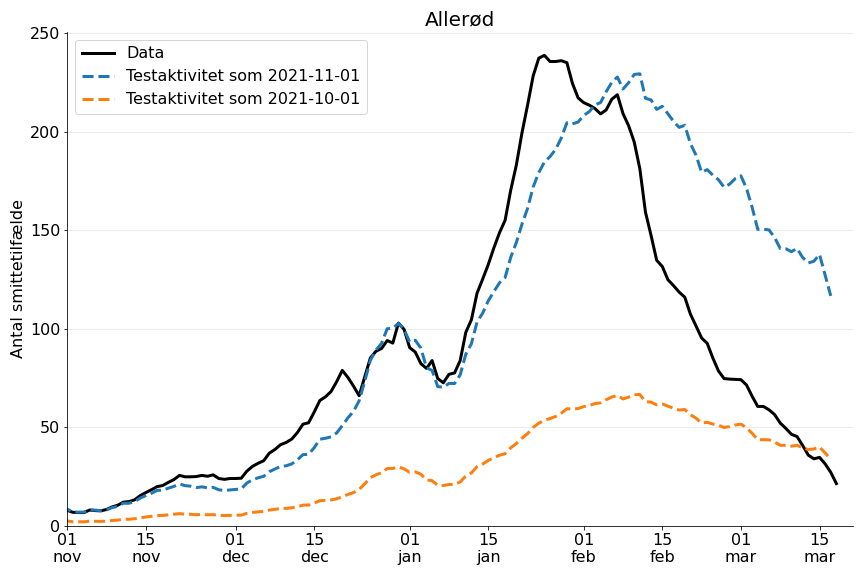 Allerød
Data
Testaktivitet som 2021-11-01
Testaktivitet som 2021-10-01
Antal smittetilfælde
250
200
150
100
50
0
01 15 01 15 01 15 01 15 01 15
nov nov dec dec jan jan feb feb mar mar